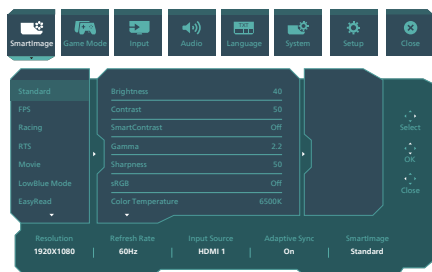 SmartImage Game Mode Input Audio TXT Language System Setup Close
Standard Brightness 40
FPS Contrast 50
Racing SmartContrast Off
RTS Gamma 2.2
Movie Sharpness 50
LowBlue Mode sRGB Off
EasyRead Color Temperature 6500K
Select
OK
Close
Resolution Refresh Rate Input Source Adaptive Sync SmartImage
1920X1080 60Hz HDMI 1 On Standard